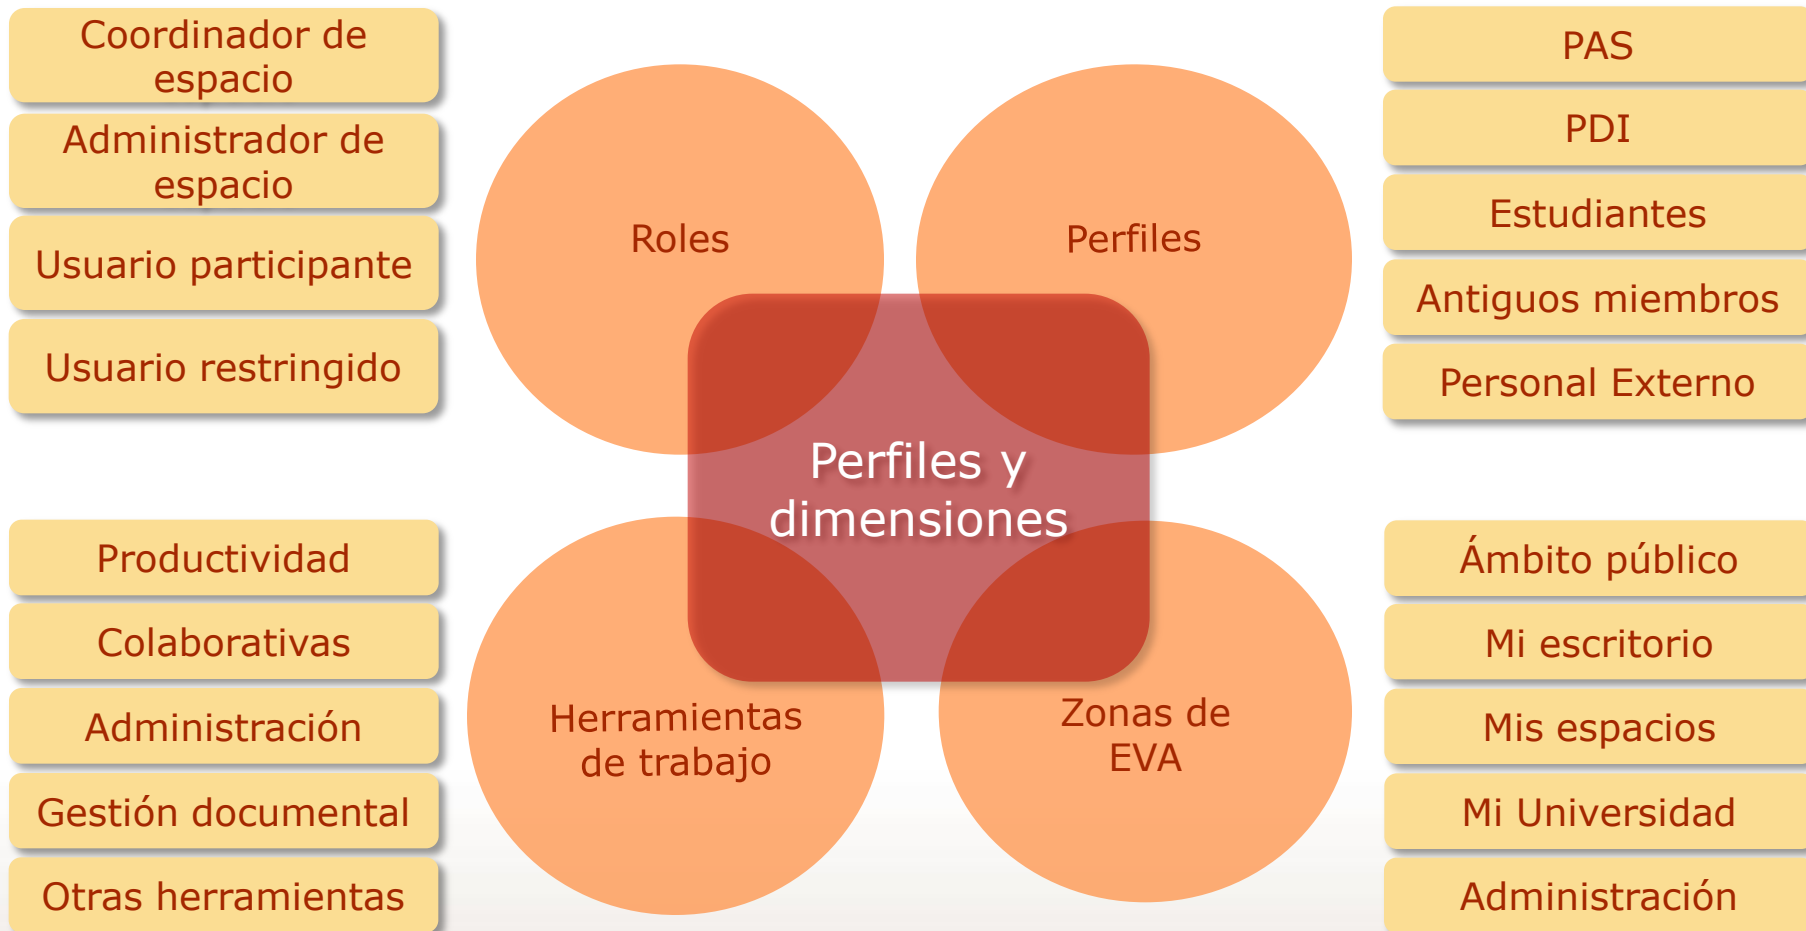 Coordinador de
espacio
Administrador de
espacio
Usuario participante
Usuario restringido
Roles
Perfiles
PAS
PDI
Estudiantes
Antiguos miembros
Personal Externo
Perfiles y
dimensiones
Productividad
Colaborativas
Administración
Gestión documental
Otras herramientas
Herramientas
de trabajo
Zonas de
EVA
Ámbito público
Mi escritorio
Mis espacios
Mi Universidad
Administración